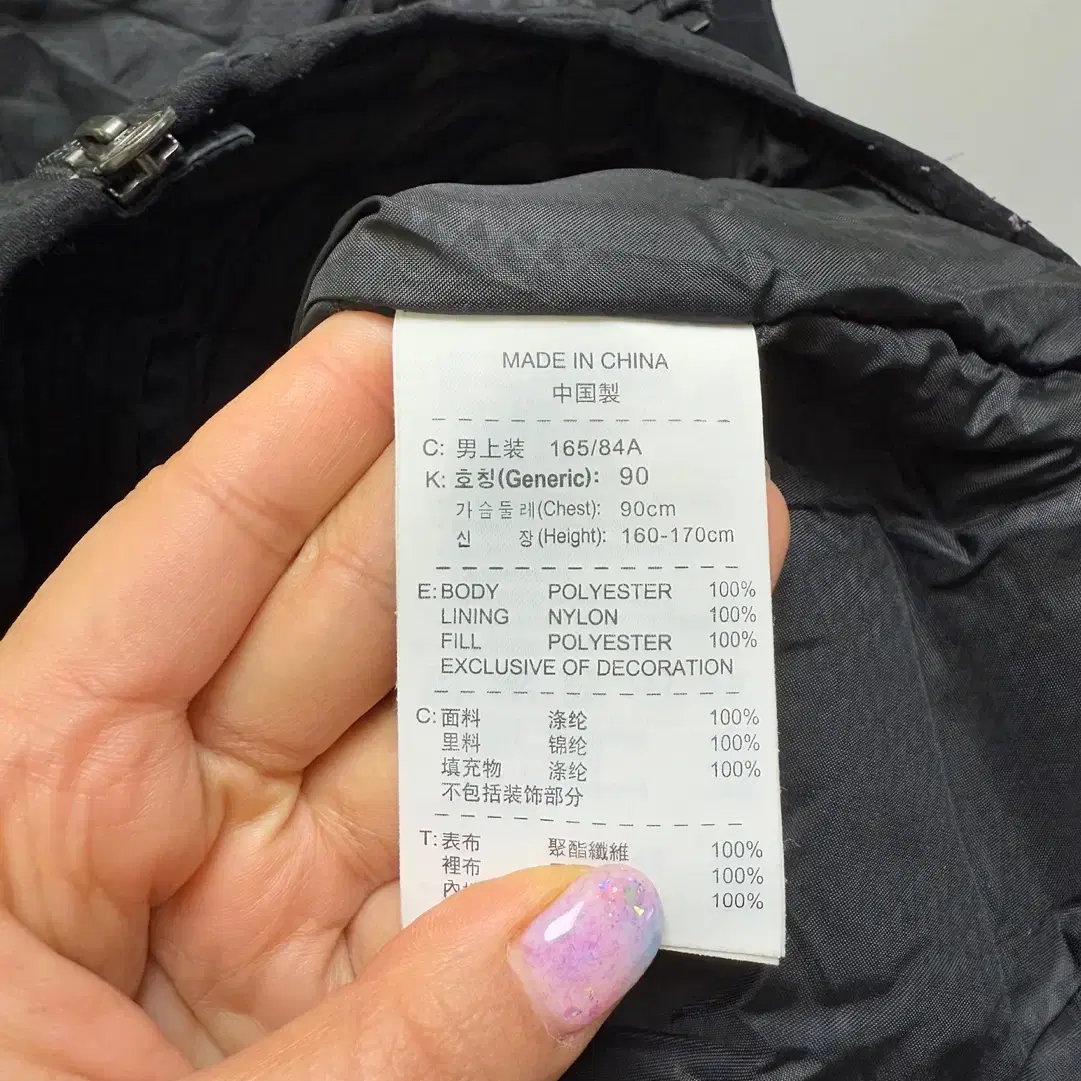 MADE IN CHINA
中国製
C: 男上装 165/84A
K: 호칭(Generic): 90
가슴둘레(Chest): 90cm
신 장(Height): 160-170cm
E: BODY POLYESTER 100%
LINING NYLON 100%
FILL POLYESTER 100%
EXCLUSIVE OF DECORATION
C: 面料 涤纶 100%
里料 锦纶 100%
填充物 涤纶 100%
不包括装饰部分
T: 表布 聚酯纖維 100%
裡布 100%
100%